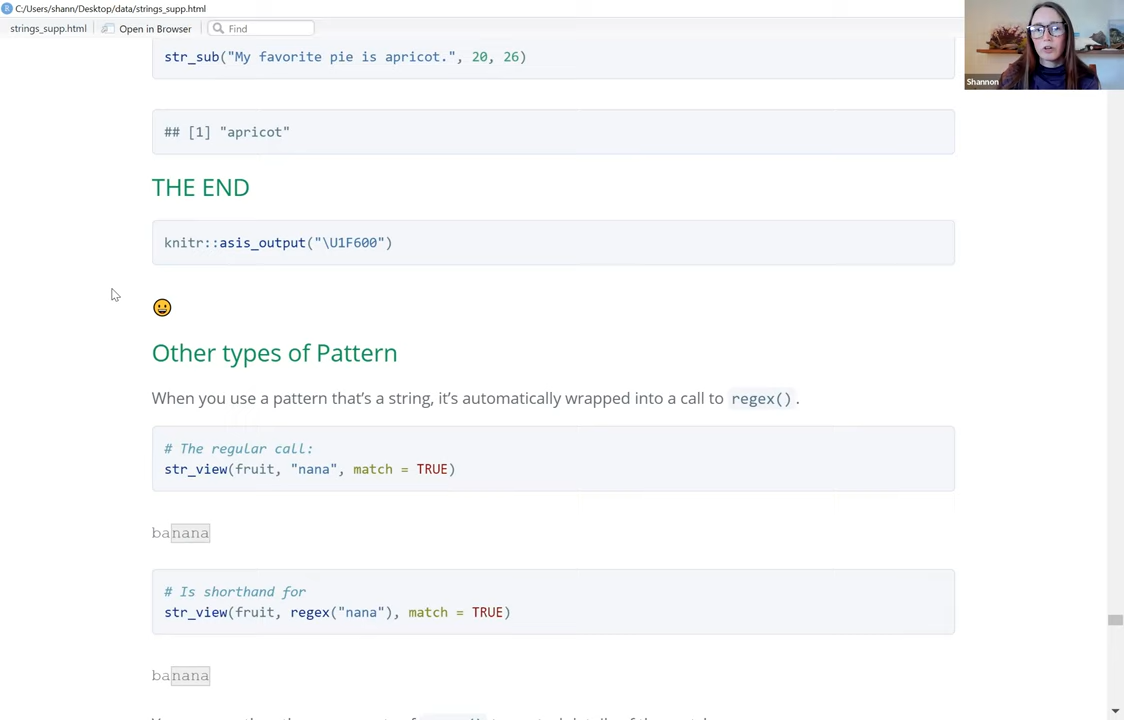 C:/Users/shann/Desktop/data/strings_supp.html
strings_supp.html Open in Browser Find
Shannon
str_sub("My favorite pie is apricot.", 20, 26)
## [1] "apricot"
THE END
knitr::asis_output("\U1F600")
Other types of Pattern
When you use a pattern that's a string, it's automatically wrapped into a call to regex().
# The regular call:
str_view(fruit, "nana", match = TRUE)
banana
# Is shorthand for
str_view(fruit, regex("nana"), match = TRUE)
banana